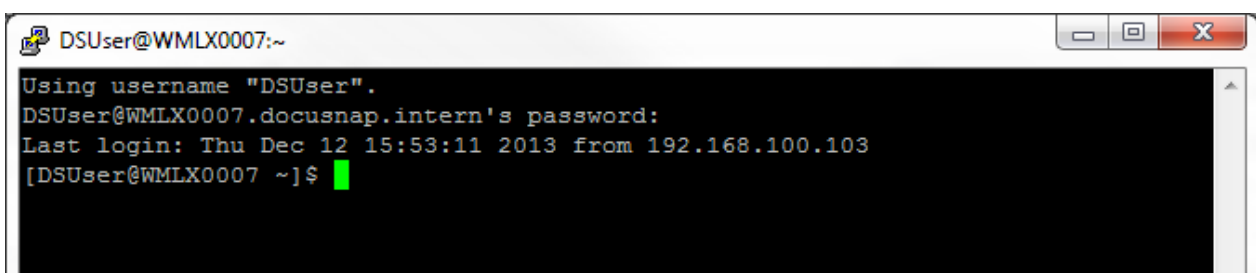 DSUser@WMLX0007:~
Using username "DSUser".
DSUser@WMLX0007.docusnap.intern's password:
Last login: Thu Dec 12 15:53:11 2013 from 192.168.100.103
[DSUser@WMLX0007 ~]$